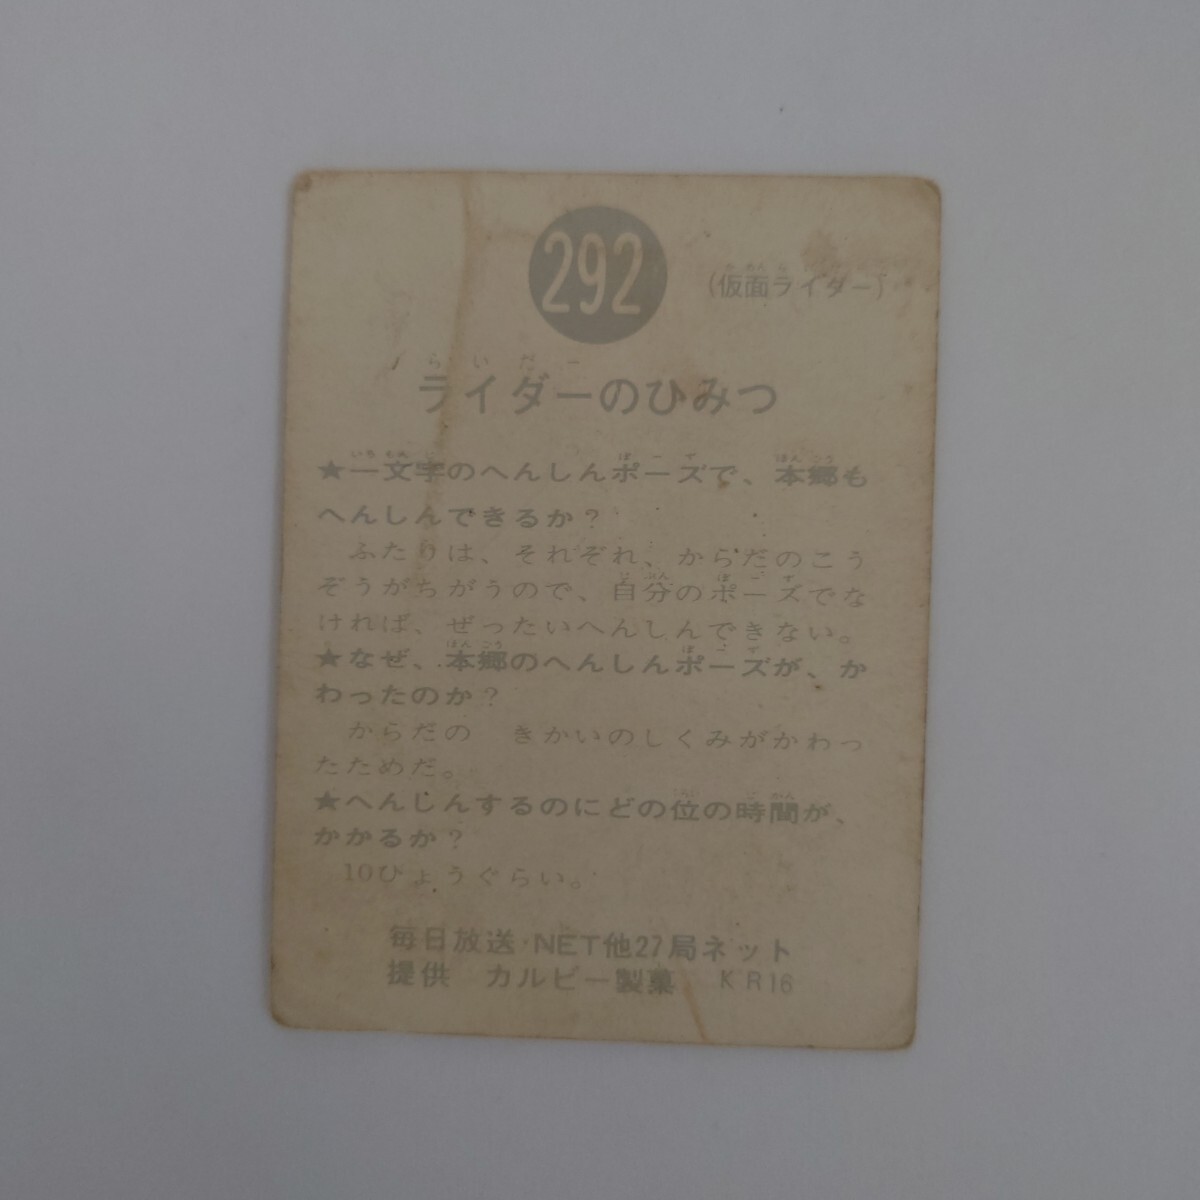 292
(仮面ライダー)
らいだー
ライダーのひみつ
★一文字のへんしんポーズで、本郷も
へんしんできるか?
ふたりは、それぞれ、からだのこう
ぞうがちがうので、自分のポーズでな
ければ、ぜったいへんしんできない。
★なぜ、本郷のへんしんポーズが、か
わったのか?
からだの きかいのしくみがかわっ
たためだ。
★へんしんするのにどの位の時間が、
かかるか?
10びょうぐらい。
毎日放送・NET他27局ネット
提供 カルビー製菓 KR16